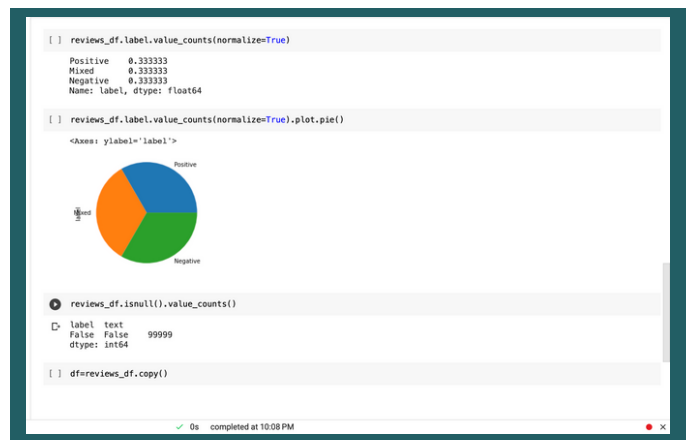 [ ] reviews_df.label.value_counts(normalize=True)
Positive 0.333333
Mixed 0.333333
Negative 0.333333
Name: label, dtype: float64
[ ] reviews_df.label.value_counts(normalize=True).plot.pie()
<Axes: ylabel='label'>
Positive
Mixed
label
Negative
reviews_df.isnull().value_counts()
label text
False False 99999
dtype: int64
[ ] df=reviews_df.copy()
0s completed at 10:08 PM